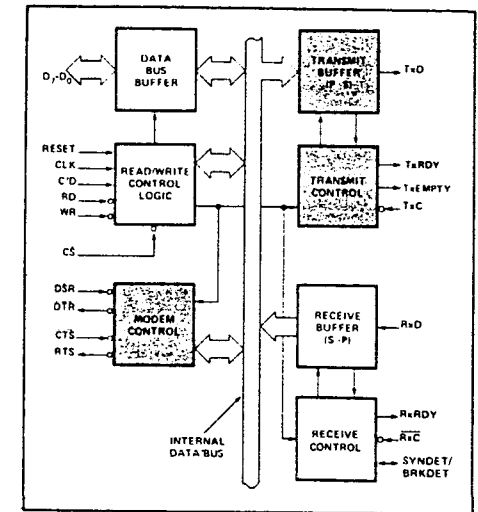 DATA
BUS
BUFFER
D7-D0
TRANSMIT
BUFFER
(P - S)
TxD
RESET
CLK
C/D
RD
WR
CS
READ/WRITE
CONTROL
LOGIC
TRANSMIT
CONTROL
TxRDY
TxEMPTY
TxC
DSR
DTR
CTS
RTS
MODEM
CONTROL
RECEIVE
BUFFER
(S - P)
RxD
INTERNAL
DATA BUS
RECEIVE
CONTROL
RxRDY
RxC
SYNDET/
BRKDET